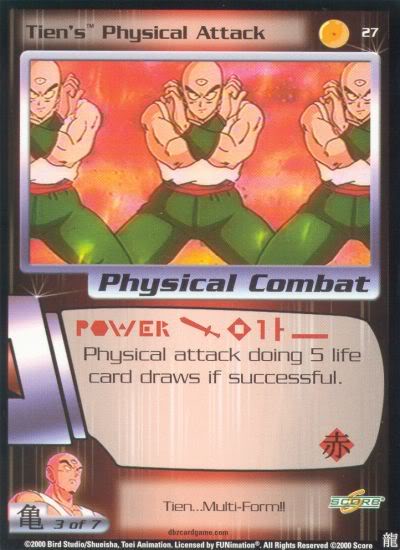 Tien's™ Physical Attack
27
Physical Combat
POWER
Physical attack doing 5 life
card draws if successful.
赤
亀
3 of 7
Tien...Multi-Form!!
SCORE®
dbzcardgame.com
©2000 Bird Studio/Shueisha, Toei Animation. Licensed by FUNimation®. All Rights Reserved ©2000 Score
龍